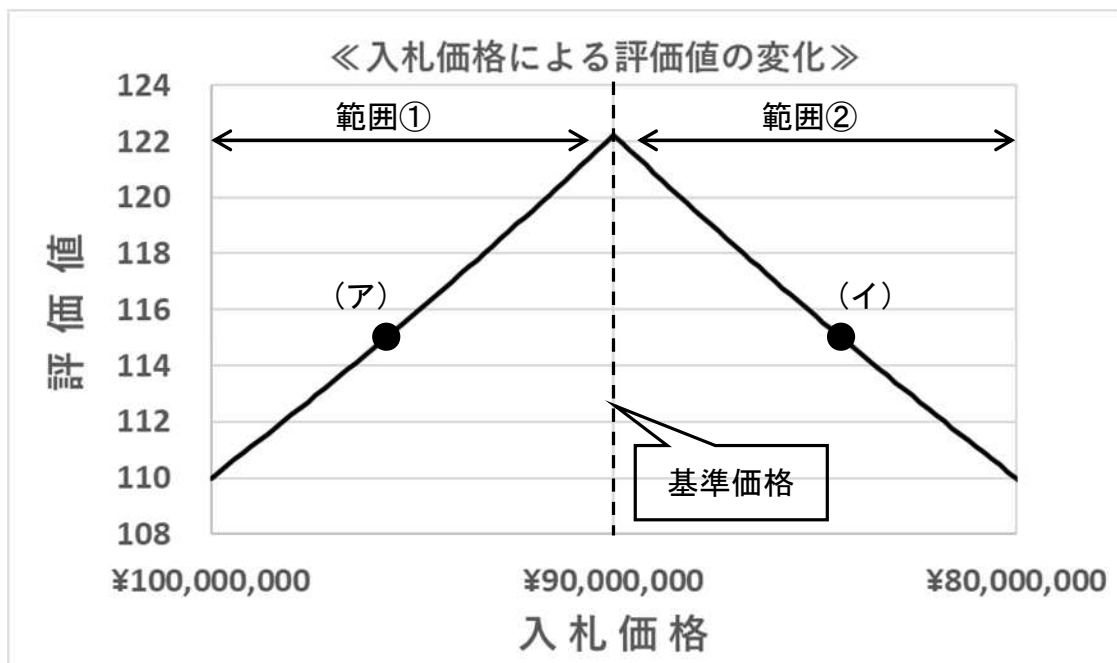 ≪入札価格による評価値の変化≫
124
範囲①
範囲②
122
120
118
(ア)
(イ)
116
114
112
110
108
評価値
基準価格
¥100,000,000
¥90,000,000
¥80,000,000
入札価格